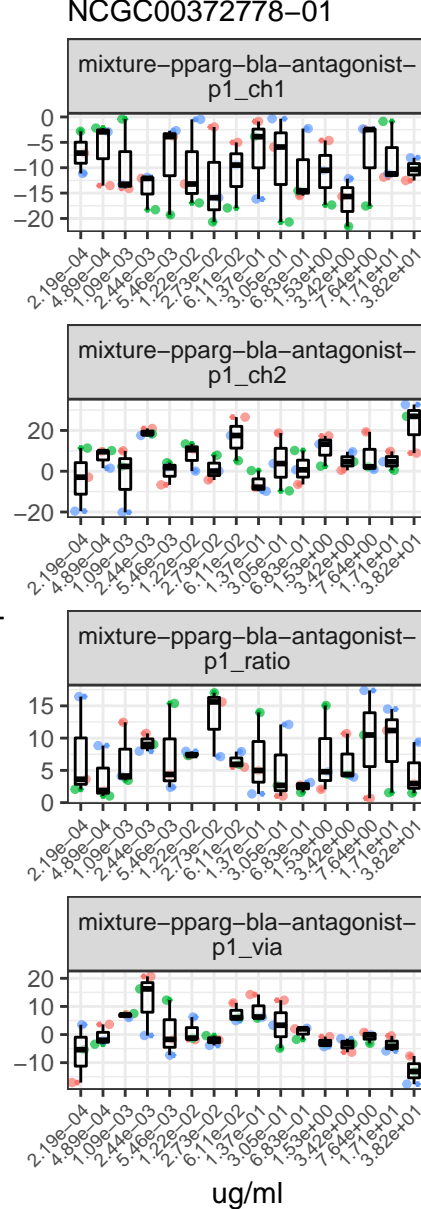 NCGC00372778−01
mixture−pparg−bla−antagonist−
p1_ch1
0
−5
−10
−15
−20
2.19e−04
4.89e−04
1.09e−03
2.44e−03
5.46e−03
1.22e−02
2.73e−02
6.11e−02
1.37e−01
3.05e−01
6.83e−01
1.53e+00
3.42e+00
7.64e+00
1.71e+01
3.82e+01
mixture−pparg−bla−antagonist−
p1_ch2
20
0
−20
2.19e−04
4.89e−04
1.09e−03
2.44e−03
5.46e−03
1.22e−02
2.73e−02
6.11e−02
1.37e−01
3.05e−01
6.83e−01
1.53e+00
3.42e+00
7.64e+00
1.71e+01
3.82e+01
mixture−pparg−bla−antagonist−
p1_ratio
15
10
5
0
2.19e−04
4.89e−04
1.09e−03
2.44e−03
5.46e−03
1.22e−02
2.73e−02
6.11e−02
1.37e−01
3.05e−01
6.83e−01
1.53e+00
3.42e+00
7.64e+00
1.71e+01
3.82e+01
mixture−pparg−bla−antagonist−
p1_via
20
10
0
−10
2.19e−04
4.89e−04
1.09e−03
2.44e−03
5.46e−03
1.22e−02
2.73e−02
6.11e−02
1.37e−01
3.05e−01
6.83e−01
1.53e+00
3.42e+00
7.64e+00
1.71e+01
3.82e+01
ug/ml